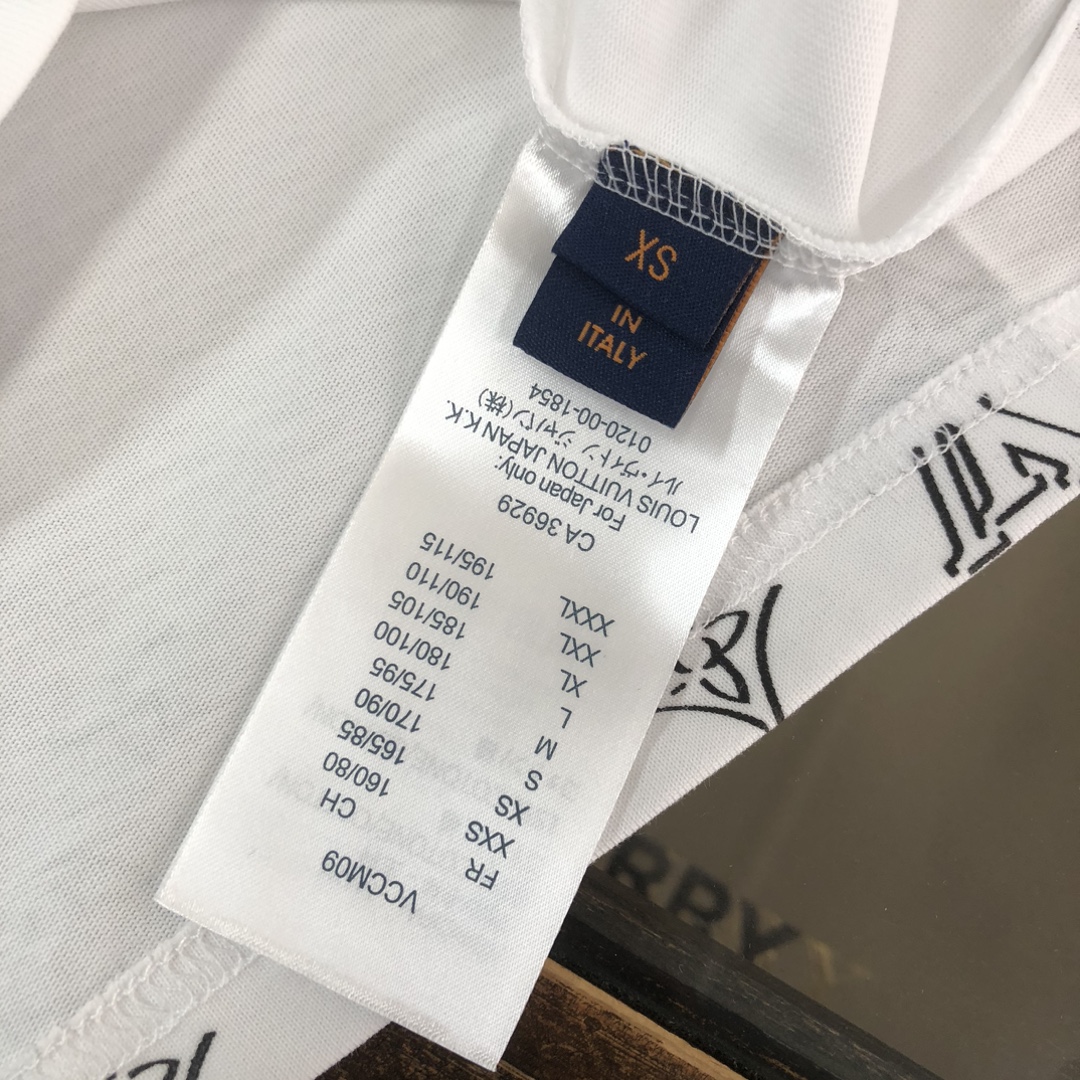 XS
IN
ITALY
VCCM09
FR CH
XXS 160/80
XS 165/85
S 170/90
M 175/95
L 180/100
XL 185/105
XXL 190/110
XXXL 195/115
CA 36929
For Japan only.
LOUIS VUITTON JAPAN K.K.
ルイ・ヴィトン ジャパン(株)
0120-00-1854